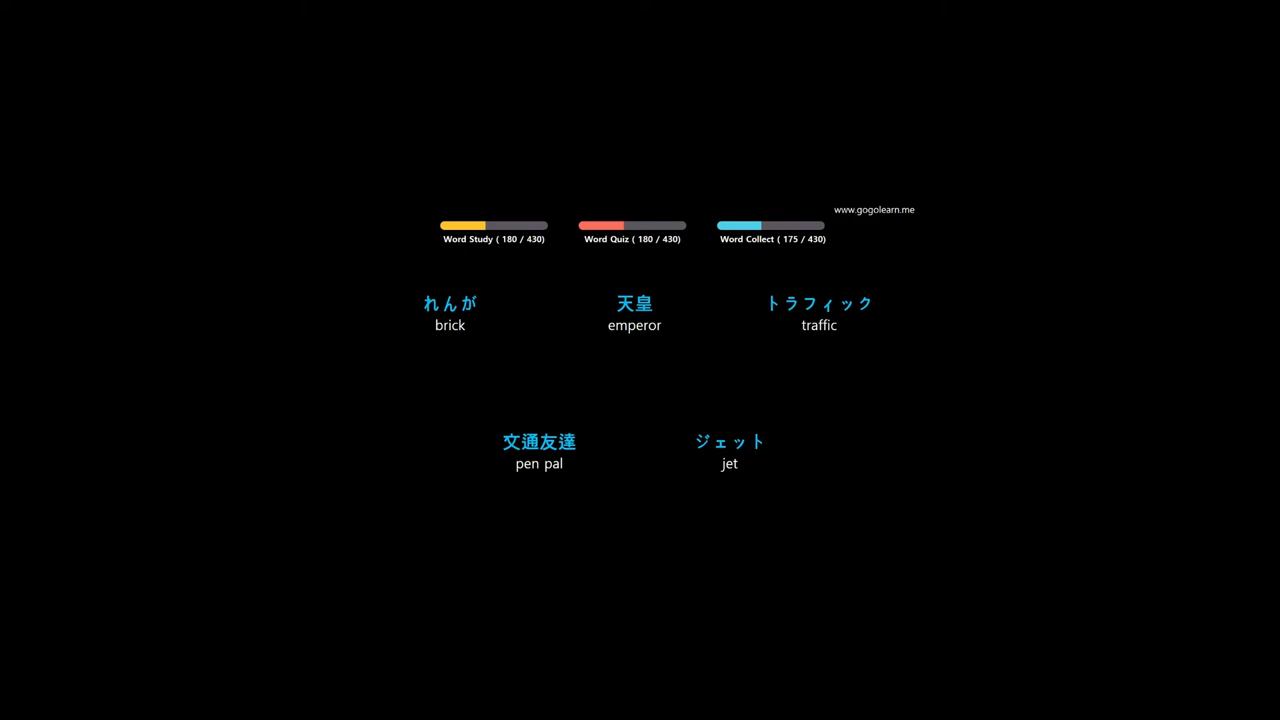 www.gogolearn.me
Word Study ( 180 / 430)
Word Quiz ( 180 / 430)
Word Collect ( 175 / 430)
れんが
brick
天皇
emperor
トラフィック
traffic
文通友達
pen pal
ジェット
jet